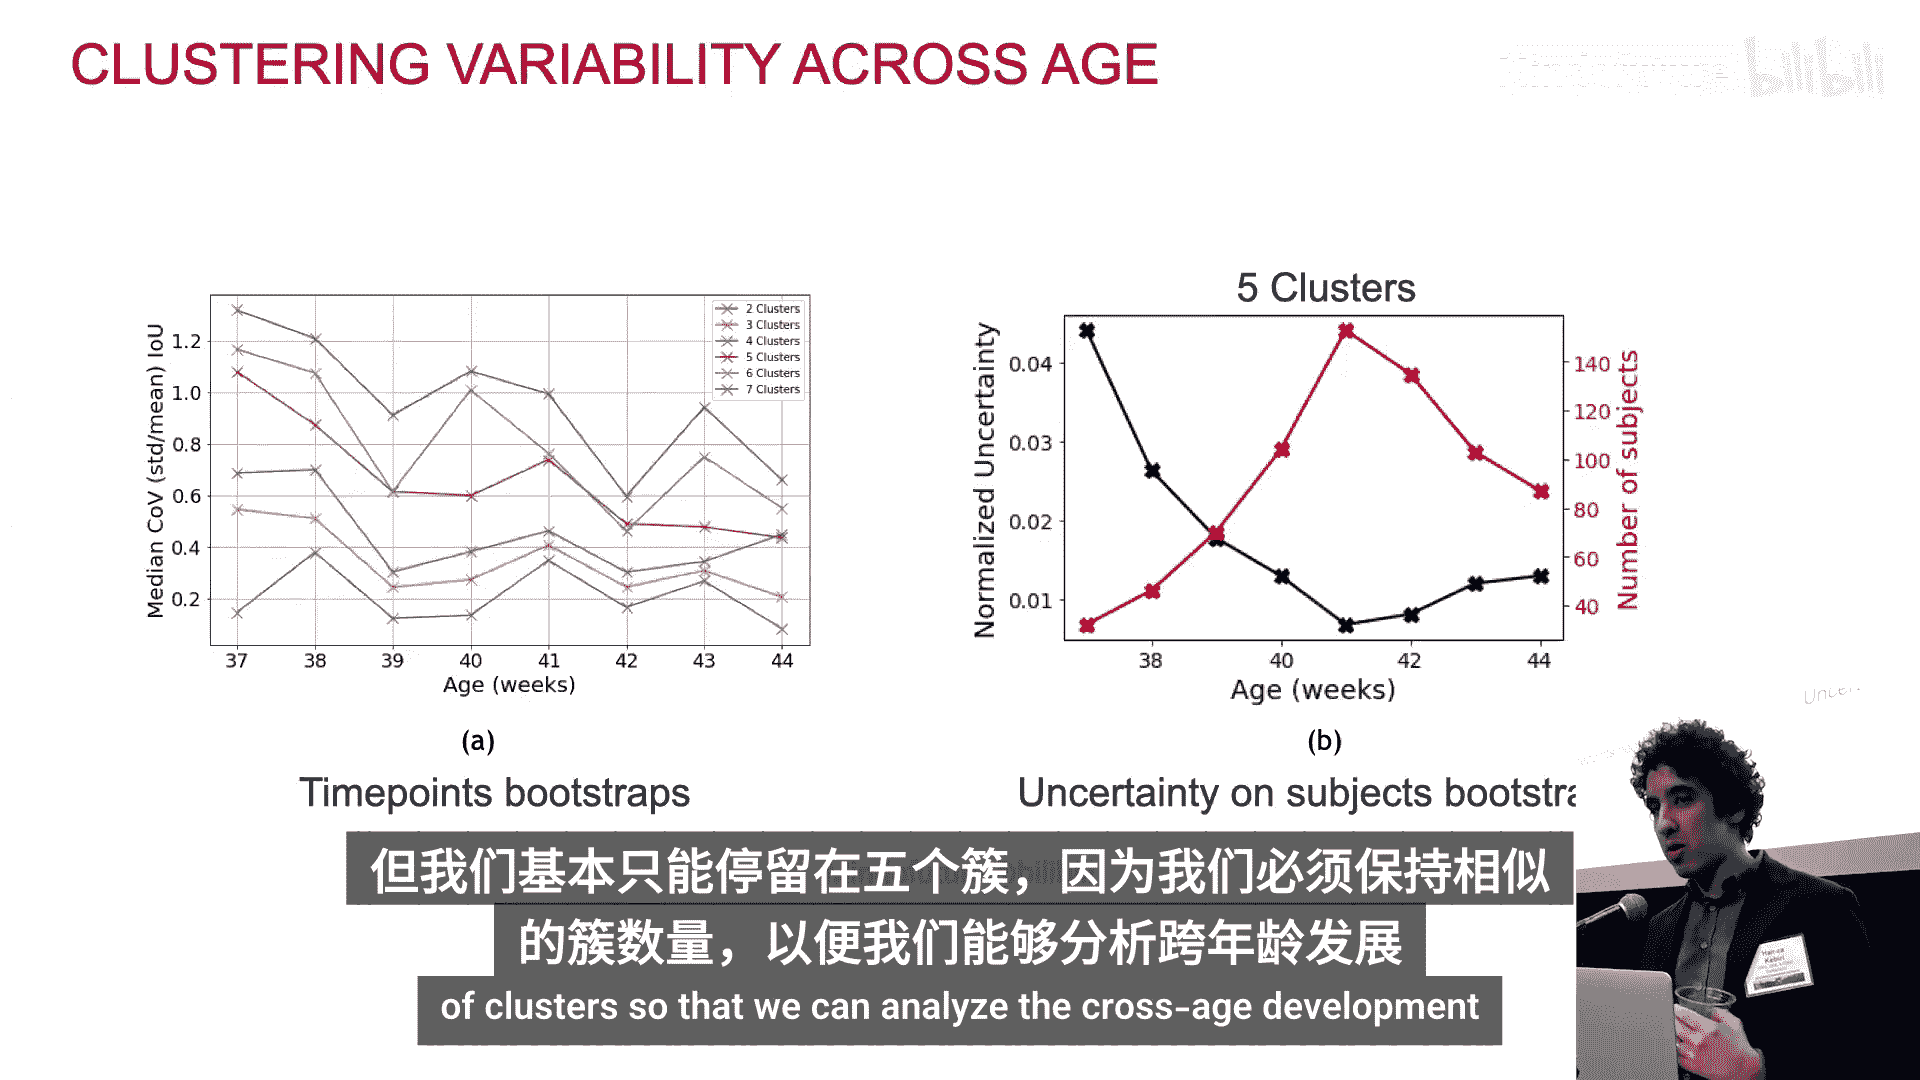 CLUSTERING VARIABILITY ACROSS AGE
bilibili
2 Clusters
3 Clusters
4 Clusters
5 Clusters
6 Clusters
7 Clusters
Median CoV (std/mean) IoU
1.2
1.0
0.8
0.6
0.4
0.2
37 38 39 40 41 42 43 44
Age (weeks)
(a)
Timepoints bootstraps
5 Clusters
Normalized Uncertainty
0.04
0.03
0.02
0.01
140
120
100
80
60
40
Number of subjects
38 40 42 44
Age (weeks)
(b)
Uncertainty on subjects bootstra
但我们基本只能停留在五个簇，因为我们必须保持相似
的簇数量，以便我们能够分析跨年龄发展
of clusters so that we can analyze the cross-age development